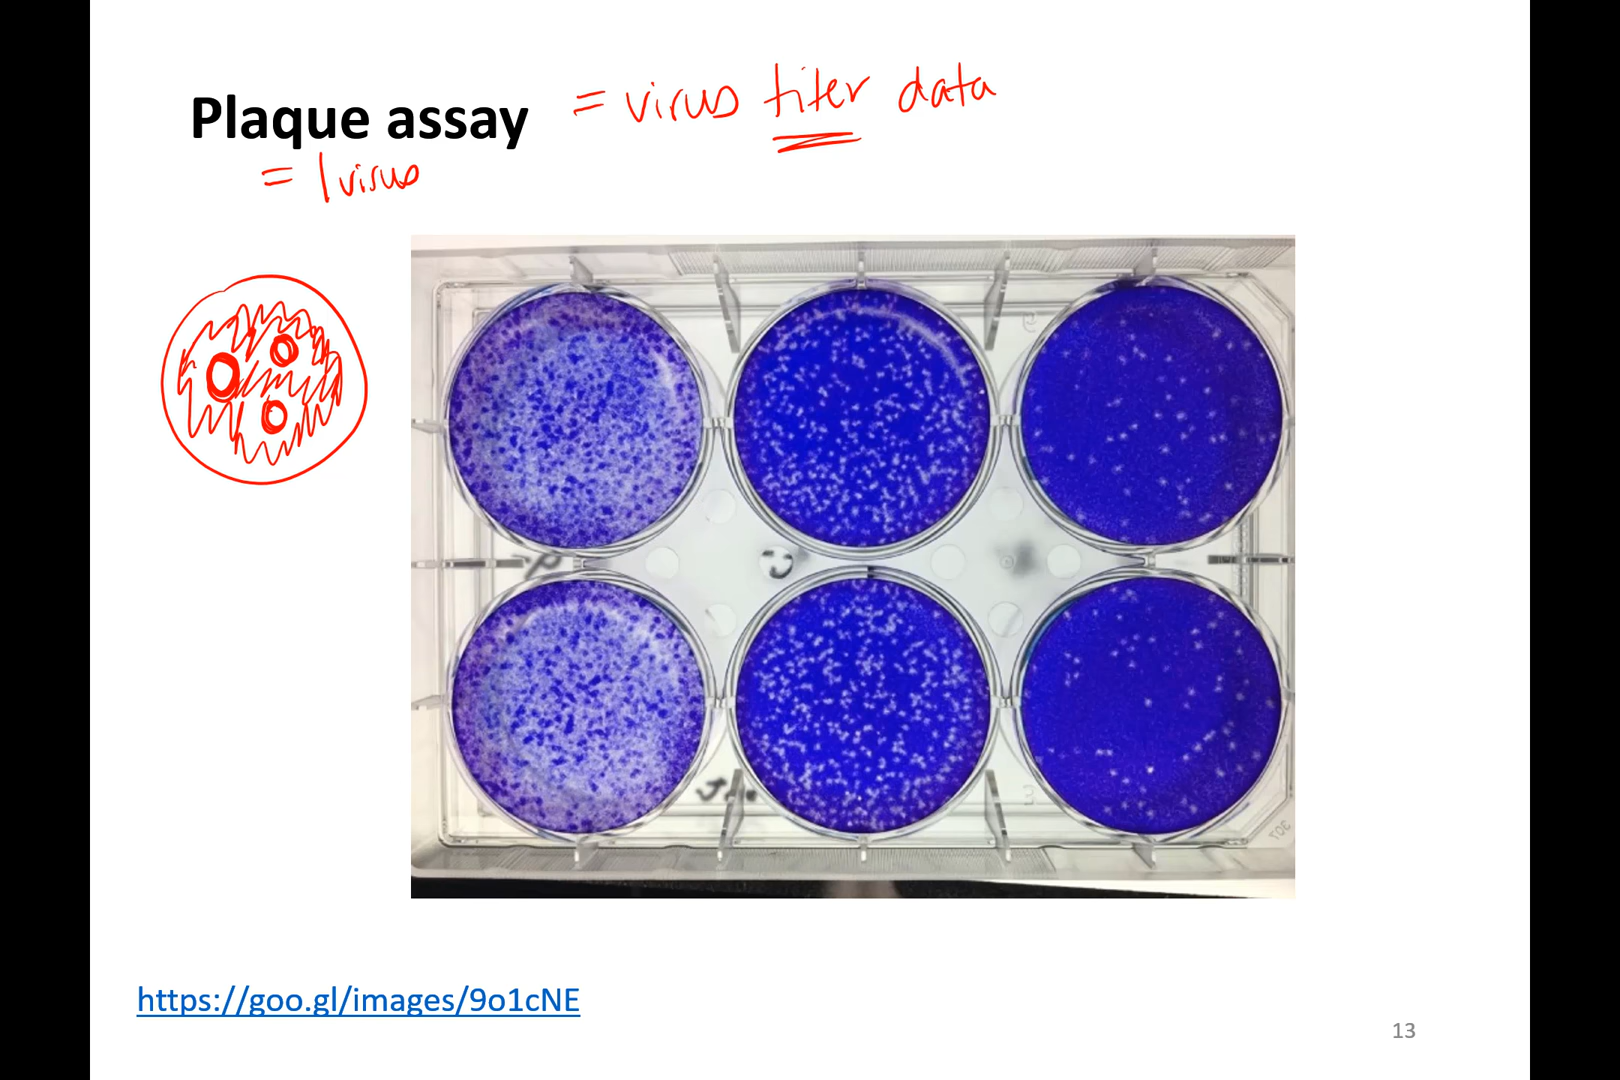 Plaque assay = virus titer data
= 1 virus
https://goo.gl/images/9o1cNE
13